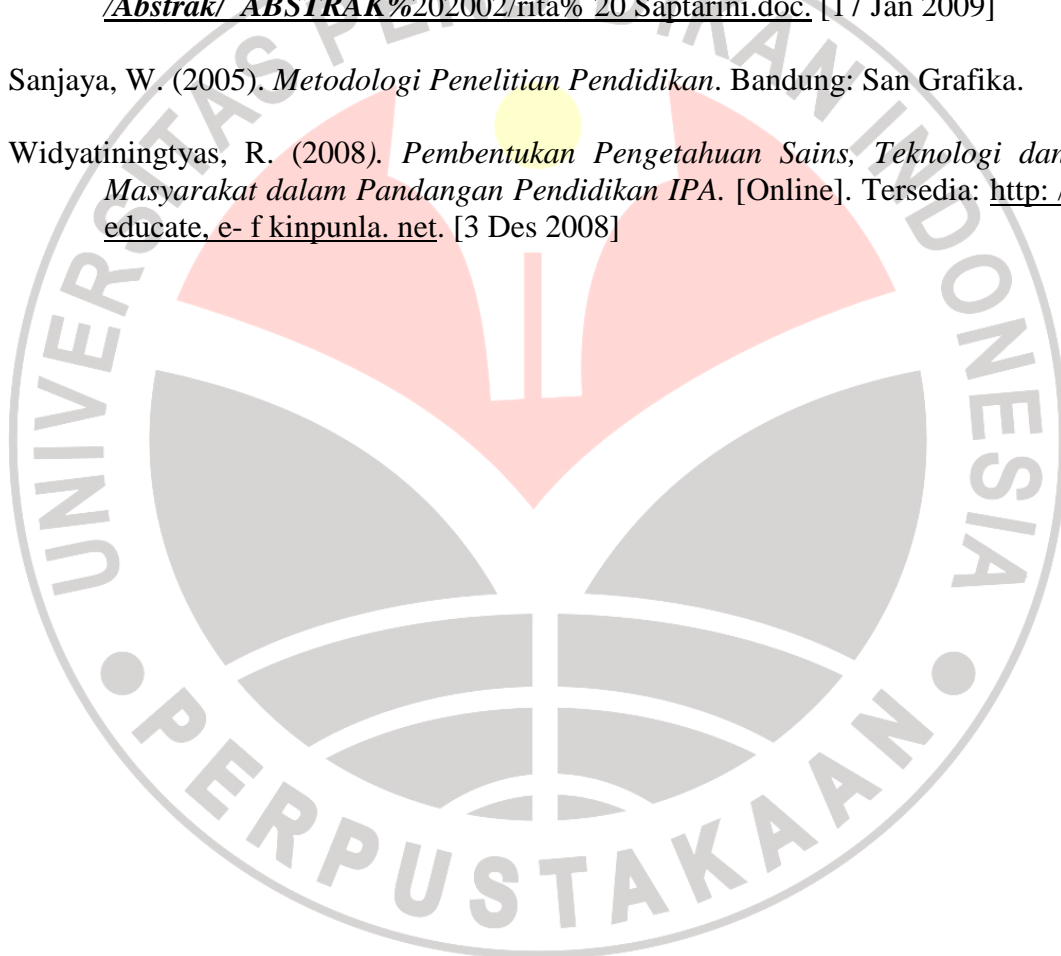 /Abstrak/ ABSTRAK%202002/rita% 20 Saptarini.doc. [17 Jan 2009]
Sanjaya, W. (2005). Metodologi Penelitian Pendidikan. Bandung: San Grafika.
Widyatiningtyas, R. (2008). Pembentukan Pengetahuan Sains, Teknologi dan
Masyarakat dalam Pandangan Pendidikan IPA. [Online]. Tersedia: http: /
educate, e- f kinpunla. net. [3 Des 2008]
UNIVERSITAS PENDIDIKAN INDONESIA
PERPUSTAKAAN